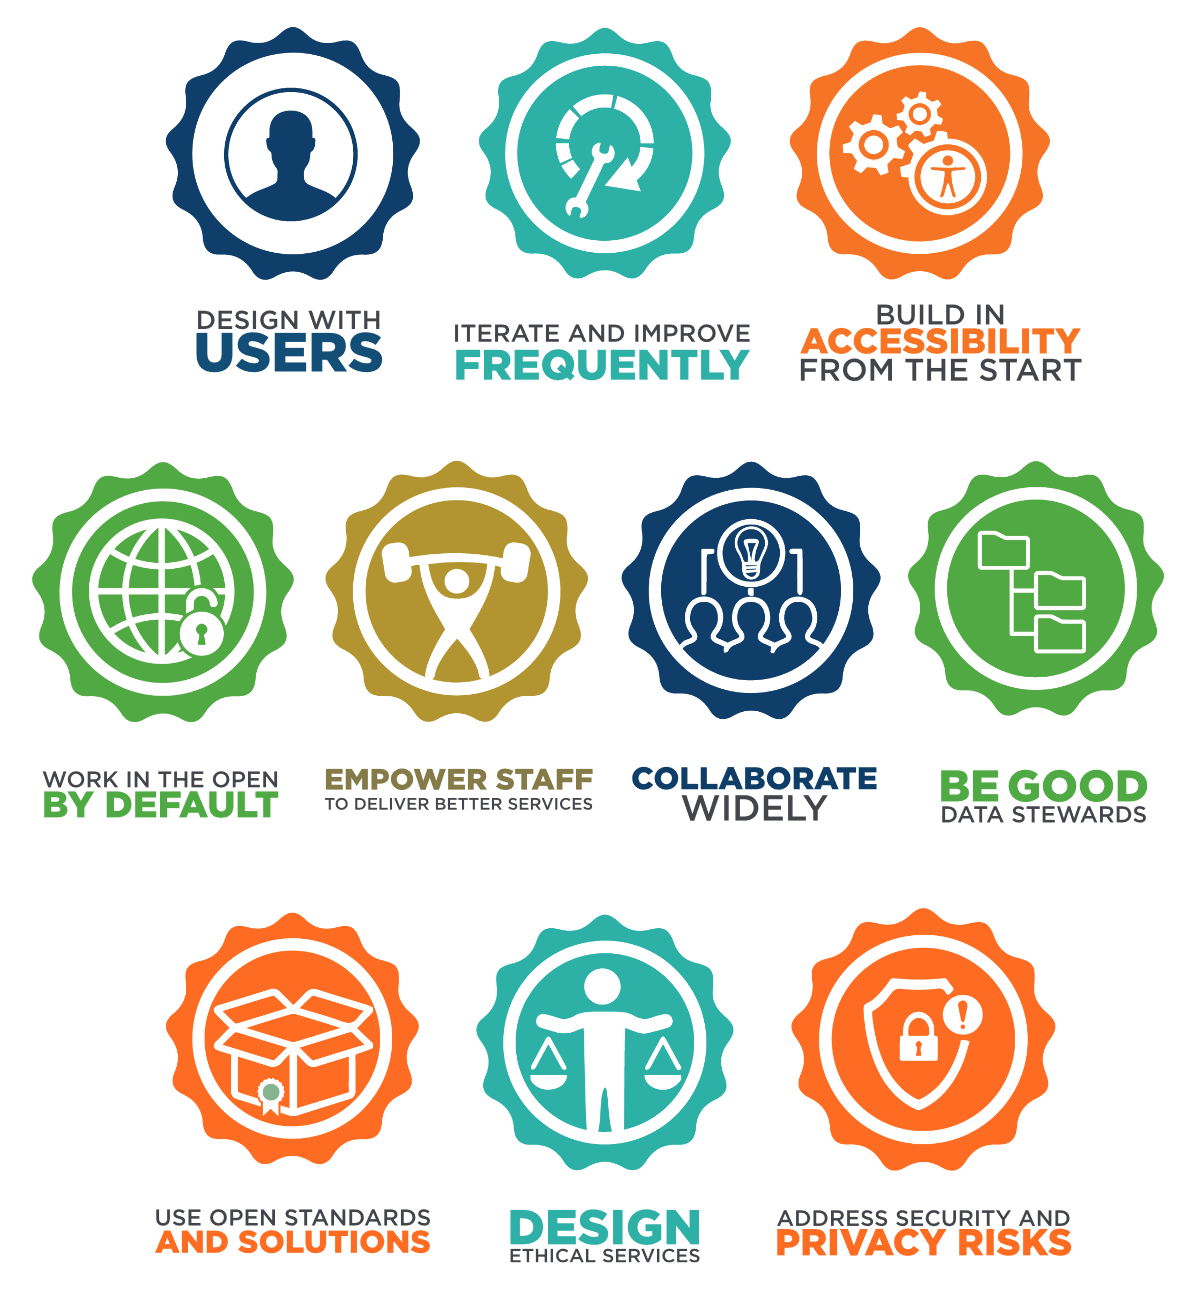 DESIGN WITH
USERS
ITERATE AND IMPROVE
FREQUENTLY
BUILD IN
ACCESSIBILITY
FROM THE START
WORK IN THE OPEN
BY DEFAULT
EMPOWER STAFF
TO DELIVER BETTER SERVICES
COLLABORATE
WIDELY
BE GOOD
DATA STEWARDS
USE OPEN STANDARDS
AND SOLUTIONS
DESIGN
ETHICAL SERVICES
ADDRESS SECURITY AND
PRIVACY RISKS